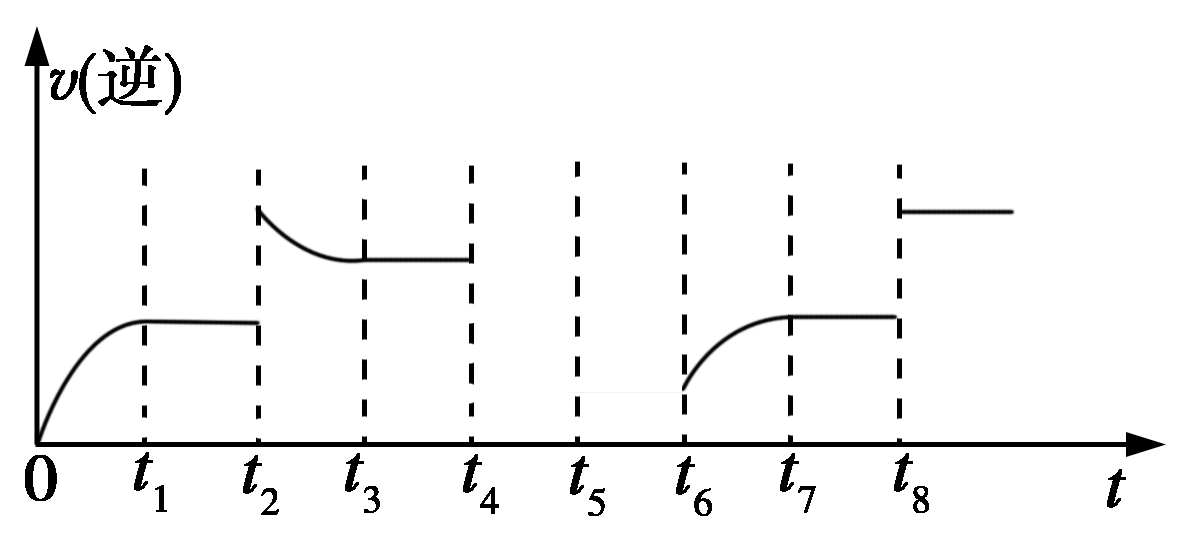 v(逆)
0 t₁ t₂ t₃ t₄ t₅ t₆ t₇ t₈ t